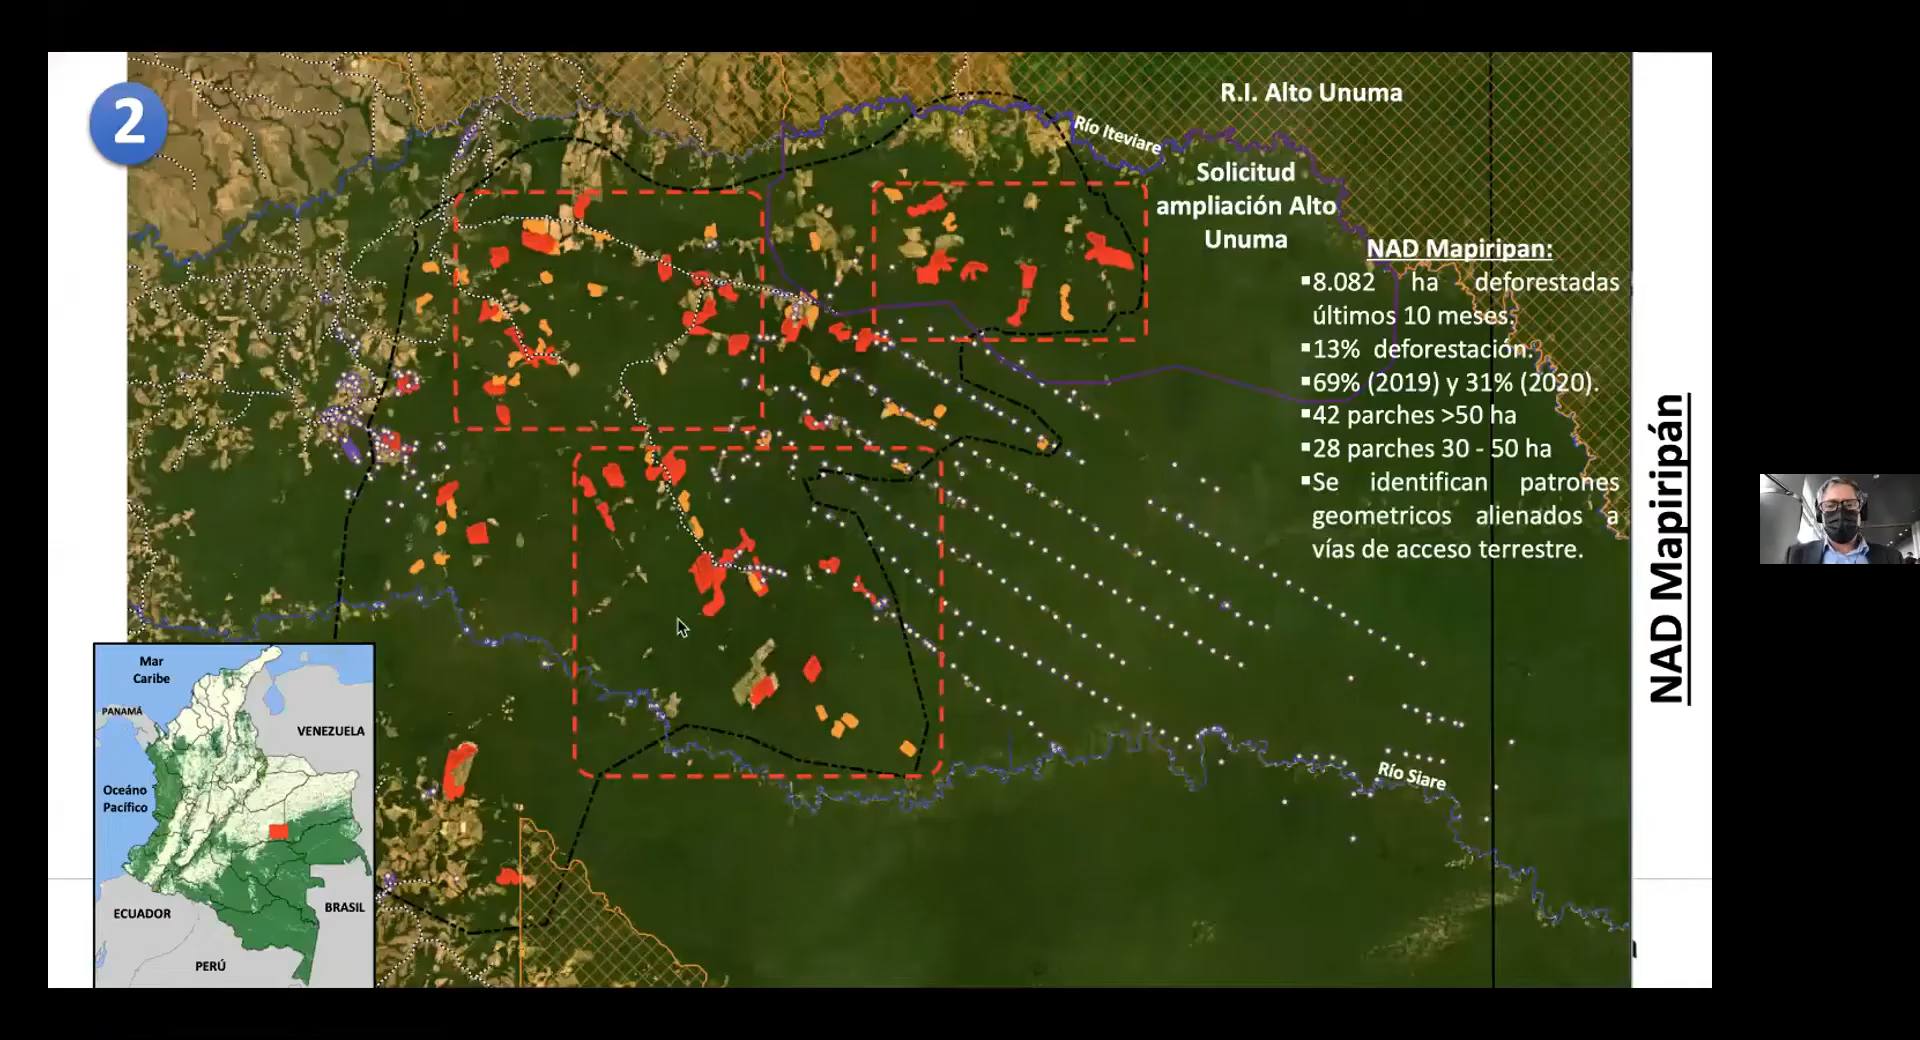 2
R.I. Alto Unuma
Río Iteviare
Solicitud
ampliación Alto
Unuma
NAD Mapiripan:
▪8.082 ha deforestadas
últimos 10 meses.
▪13% deforestación.
▪69% (2019) y 31% (2020).
▪42 parches >50 ha
▪28 parches 30 - 50 ha
▪Se identifican patrones
geometricos alienados a
vías de acceso terrestre.
NAD Mapiripán
Río Siare
Mar
Caribe
PANAMÁ
VENEZUELA
Oceáno
Pacífico
ECUADOR
BRASIL
PERÚ